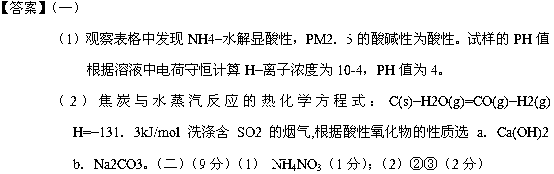 【答案】(一)
(1) 观察表格中发现 NH4−水解显酸性，PM2．5 的酸碱性为酸性。试样的 PH 值
根据溶液中电荷守恒计算 H−离子浓度为 10-4，PH 值为 4。
(2) 焦炭与水蒸汽反应的热化学方程式：C(s)−H2O(g)=CO(g)−H2(g)
H=−131．3kJ/mol 洗涤含 SO2 的烟气,根据酸性氧化物的性质选 a．Ca(OH)2
b．Na2CO3。(二)(9 分)(1) NH₄NO₃ (1 分)；(2) ②③ (2 分)